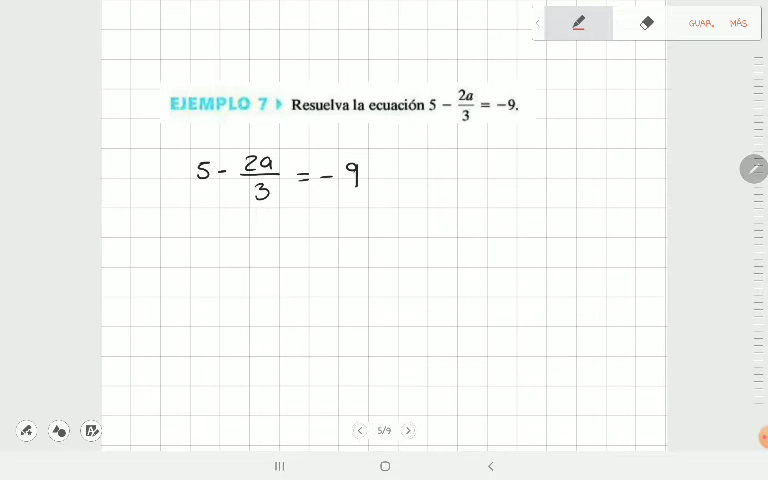 GUAR. MÁS
EJEMPLO 7 Resuelva la ecuación 5 - 2a/3 = -9.
5 - 2a/3 = - 9
5/9